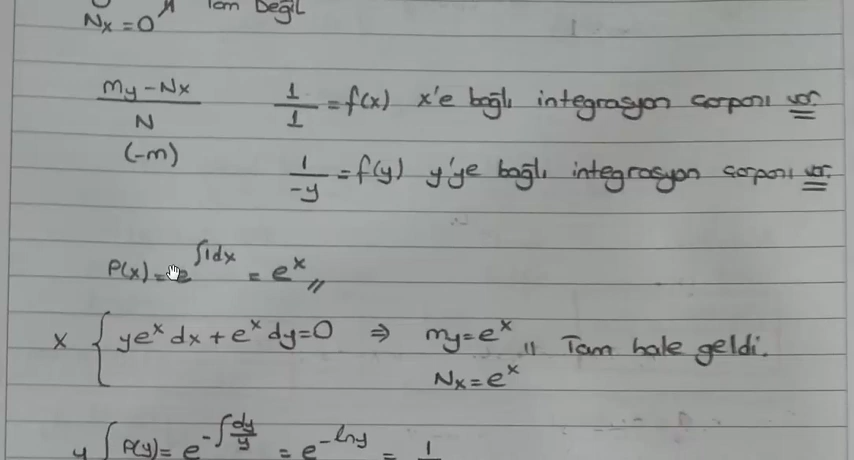 Nx = 0 Tam Değil
my - Nx / N (-m) 1/1 = f(x) x'e bağlı integrasyon çarpanı var
1/-y = f(y) y'ye bağlı integrasyon çarpanı var.
P(x) = e^∫1dx = e^x //
x { ye^x dx + e^x dy = 0 ⇒ my = e^x // Tam hale geldi.
Nx = e^x
y { P(y) = e^-∫dy/y = e^-lny = 1